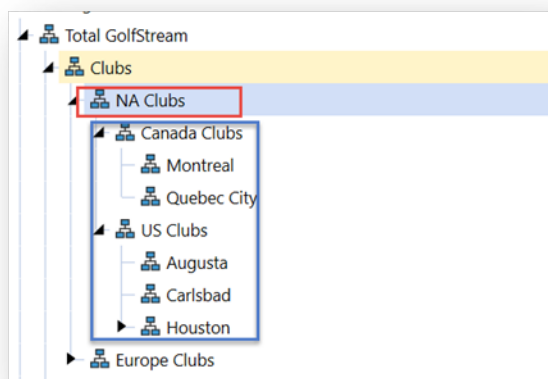 Total GolfStream
Clubs
NA Clubs
Canada Clubs
Montreal
Quebec City
US Clubs
Augusta
Carlsbad
Houston
Europe Clubs